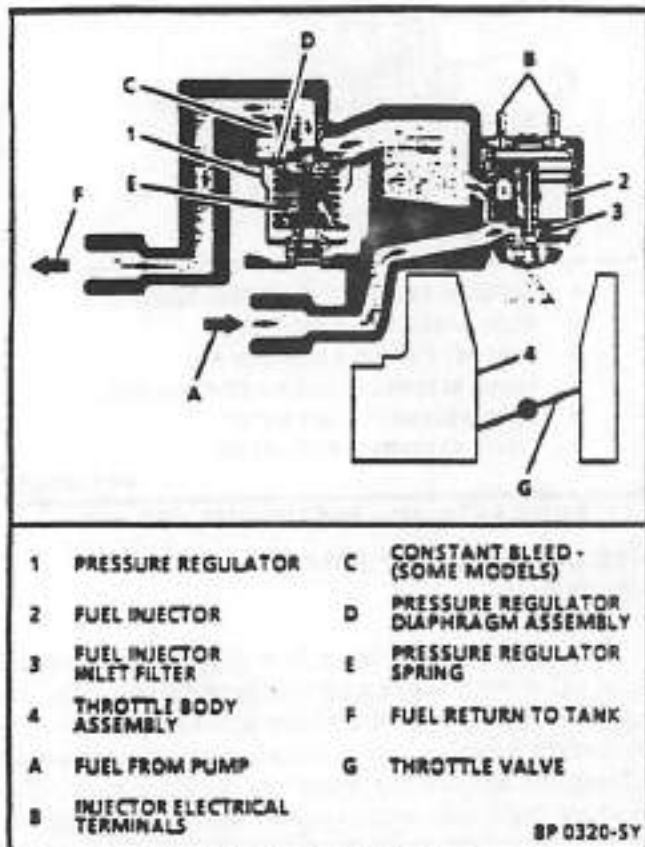 D
B
C
1
E
F
2
3
A
4
G
1 PRESSURE REGULATOR
2 FUEL INJECTOR
3 FUEL INJECTOR
INLET FILTER
4 THROTTLE BODY
ASSEMBLY
A FUEL FROM PUMP
B INJECTOR ELECTRICAL
TERMINALS
C CONSTANT BLEED -
(SOME MODELS)
D PRESSURE REGULATOR
DIAPHRAGM ASSEMBLY
E PRESSURE REGULATOR
SPRING
F FUEL RETURN TO TANK
G THROTTLE VALVE
8P 0320-SY